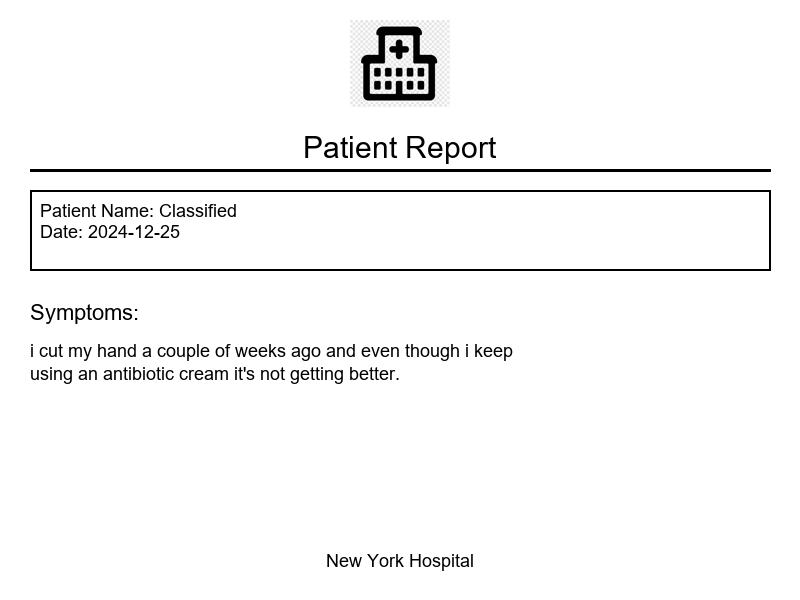 Patient Report
Patient Name: Classified
Date: 2024-12-25
Symptoms:
i cut my hand a couple of weeks ago and even though i keep
using an antibiotic cream it's not getting better.
New York Hospital